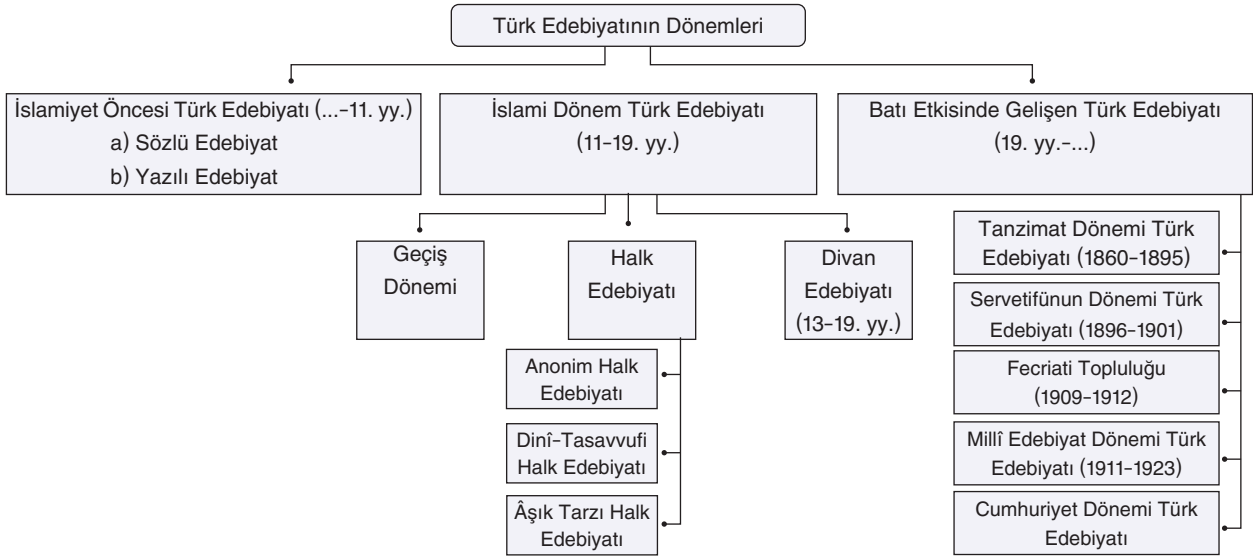 Türk Edebiyatının Dönemleri
İslamiyet Öncesi Türk Edebiyatı (...-11. yy.)
a) Sözlü Edebiyat
b) Yazılı Edebiyat
İslami Dönem Türk Edebiyatı
(11-19. yy.)
Batı Etkisinde Gelişen Türk Edebiyatı
(19. yy.-...)
Geçiş
Dönemi
Halk
Edebiyatı
Divan
Edebiyatı
(13-19. yy.)
Anonim Halk
Edebiyatı
Dinî-Tasavvufi
Halk Edebiyatı
Âşık Tarzı Halk
Edebiyatı
Tanzimat Dönemi Türk
Edebiyatı (1860-1895)
Servetifünun Dönemi Türk
Edebiyatı (1896-1901)
Fecriati Topluluğu
(1909-1912)
Millî Edebiyat Dönemi Türk
Edebiyatı (1911-1923)
Cumhuriyet Dönemi Türk
Edebiyatı